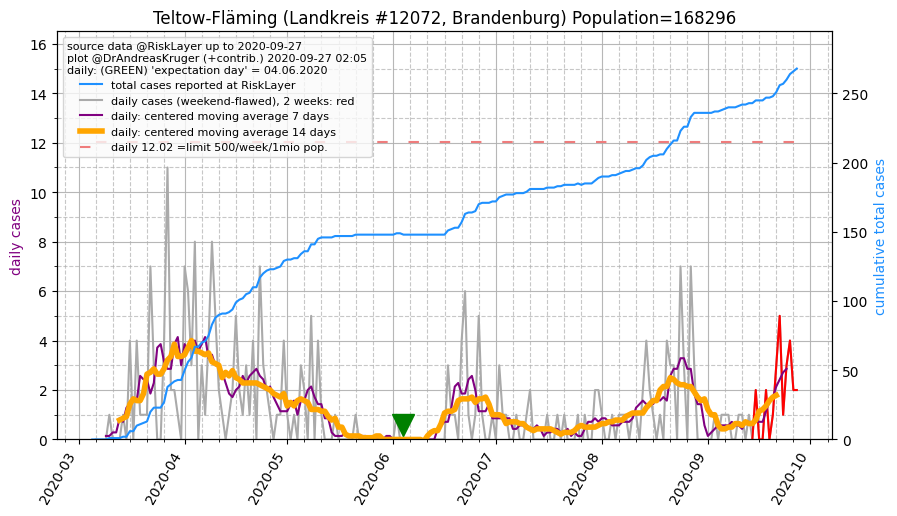 Teltow-Fläming (Landkreis #12072, Brandenburg) Population=168296
source data @RiskLayer up to 2020-09-27
plot @DrAndreasKruger (+contrib.) 2020-09-27 02:05
daily: (GREEN) 'expectation day' = 04.06.2020
total cases reported at RiskLayer
daily cases (weekend-flawed), 2 weeks: red
daily: centered moving average 7 days
daily: centered moving average 14 days
daily 12.02 =limit 500/week/1mio pop.
daily cases
16
14
12
10
8
6
4
2
0
cumulative total cases
250
200
150
100
50
0
2020-03
2020-04
2020-05
2020-06
2020-07
2020-08
2020-09
2020-10